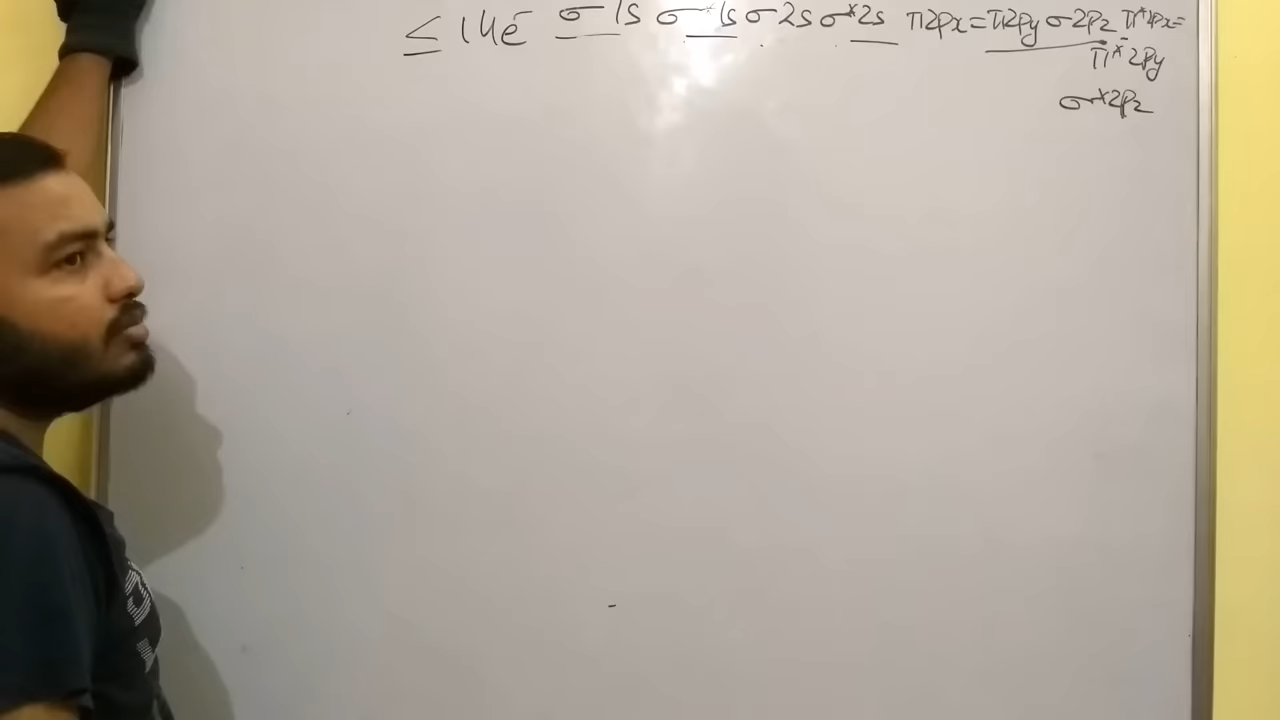 ≤ 14e⁻ σ1s σ*1s σ2s σ*2s π2px=π2py σ2pz π*2px=
π*2py
σ*2pz